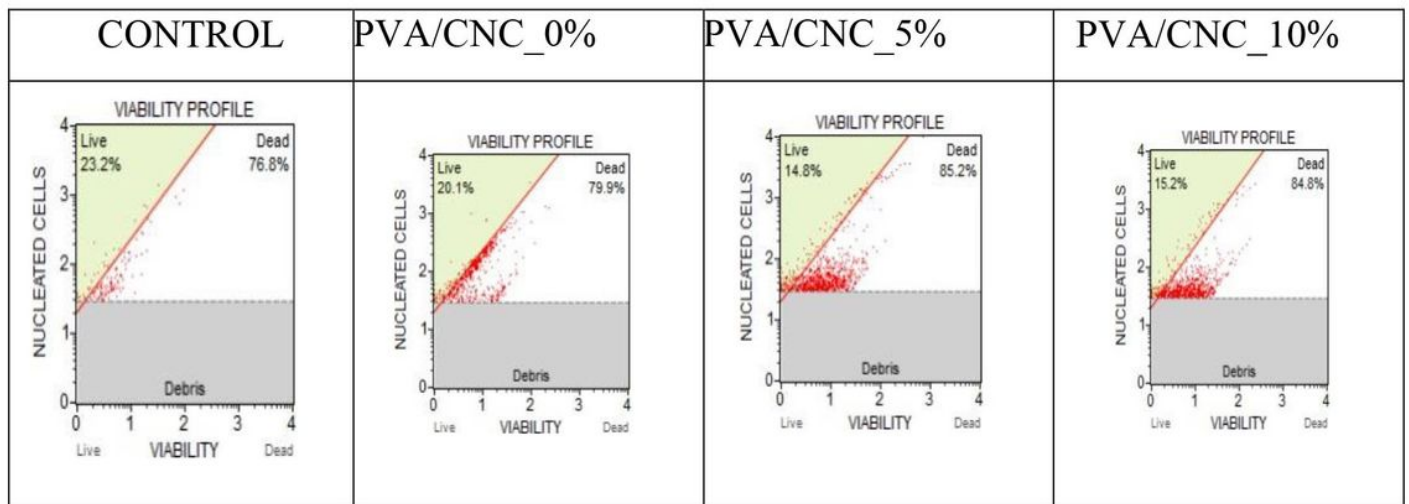 CONTROL
PVA/CNC_0%
PVA/CNC_5%
PVA/CNC_10%
VIABILITY PROFILE
NUCLEATED CELLS
4
3
2
1
0
Live
23.2%
Dead
76.8%
Debris
0 1 2 3 4
Live VIABILITY Dead
VIABILITY PROFILE
NUCLEATED CELLS
4
3
2
1
0
Live
20.1%
Dead
79.9%
Debris
0 1 2 3 4
Live VIABILITY Dead
VIABILITY PROFILE
NUCLEATED CELLS
4
3
2
1
0
Live
14.8%
Dead
85.2%
Debris
0 1 2 3 4
Live VIABILITY Dead
VIABILITY PROFILE
NUCLEATED CELLS
4
3
2
1
0
Live
15.2%
Dead
84.8%
Debris
0 1 2 3 4
Live VIABILITY Dead